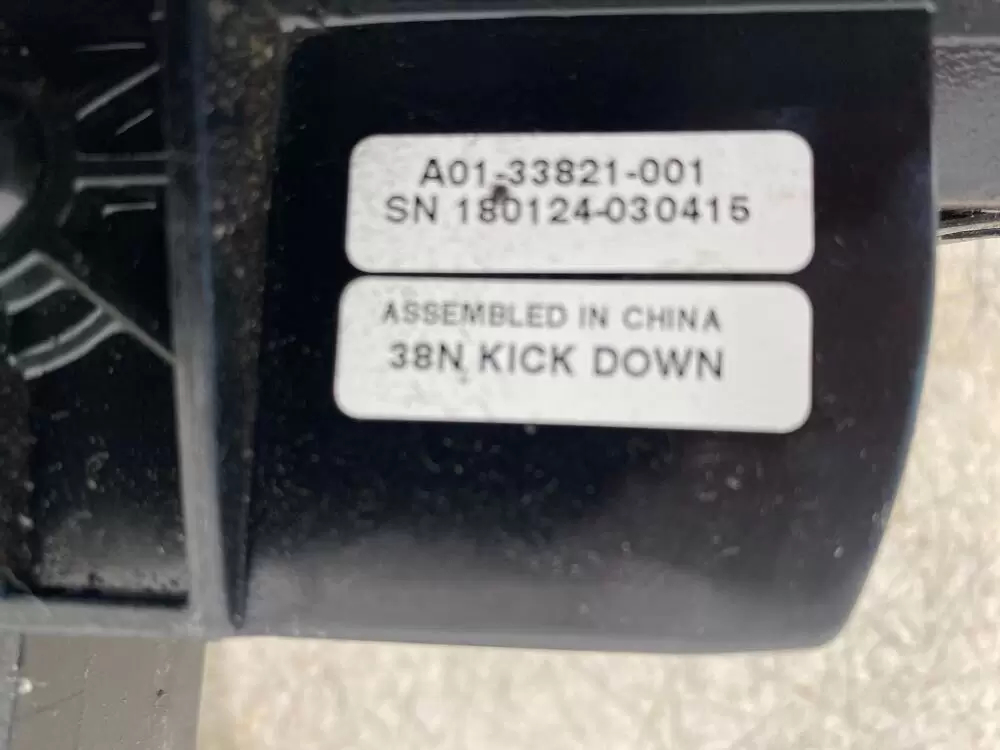 A01-33821-001
SN 180124-030415
ASSEMBLED IN CHINA
38N KICK DOWN